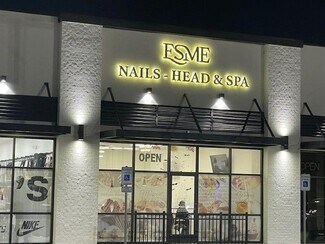 ESME
NAILS - HEAD & SPA
OPEN
'S
NIKE